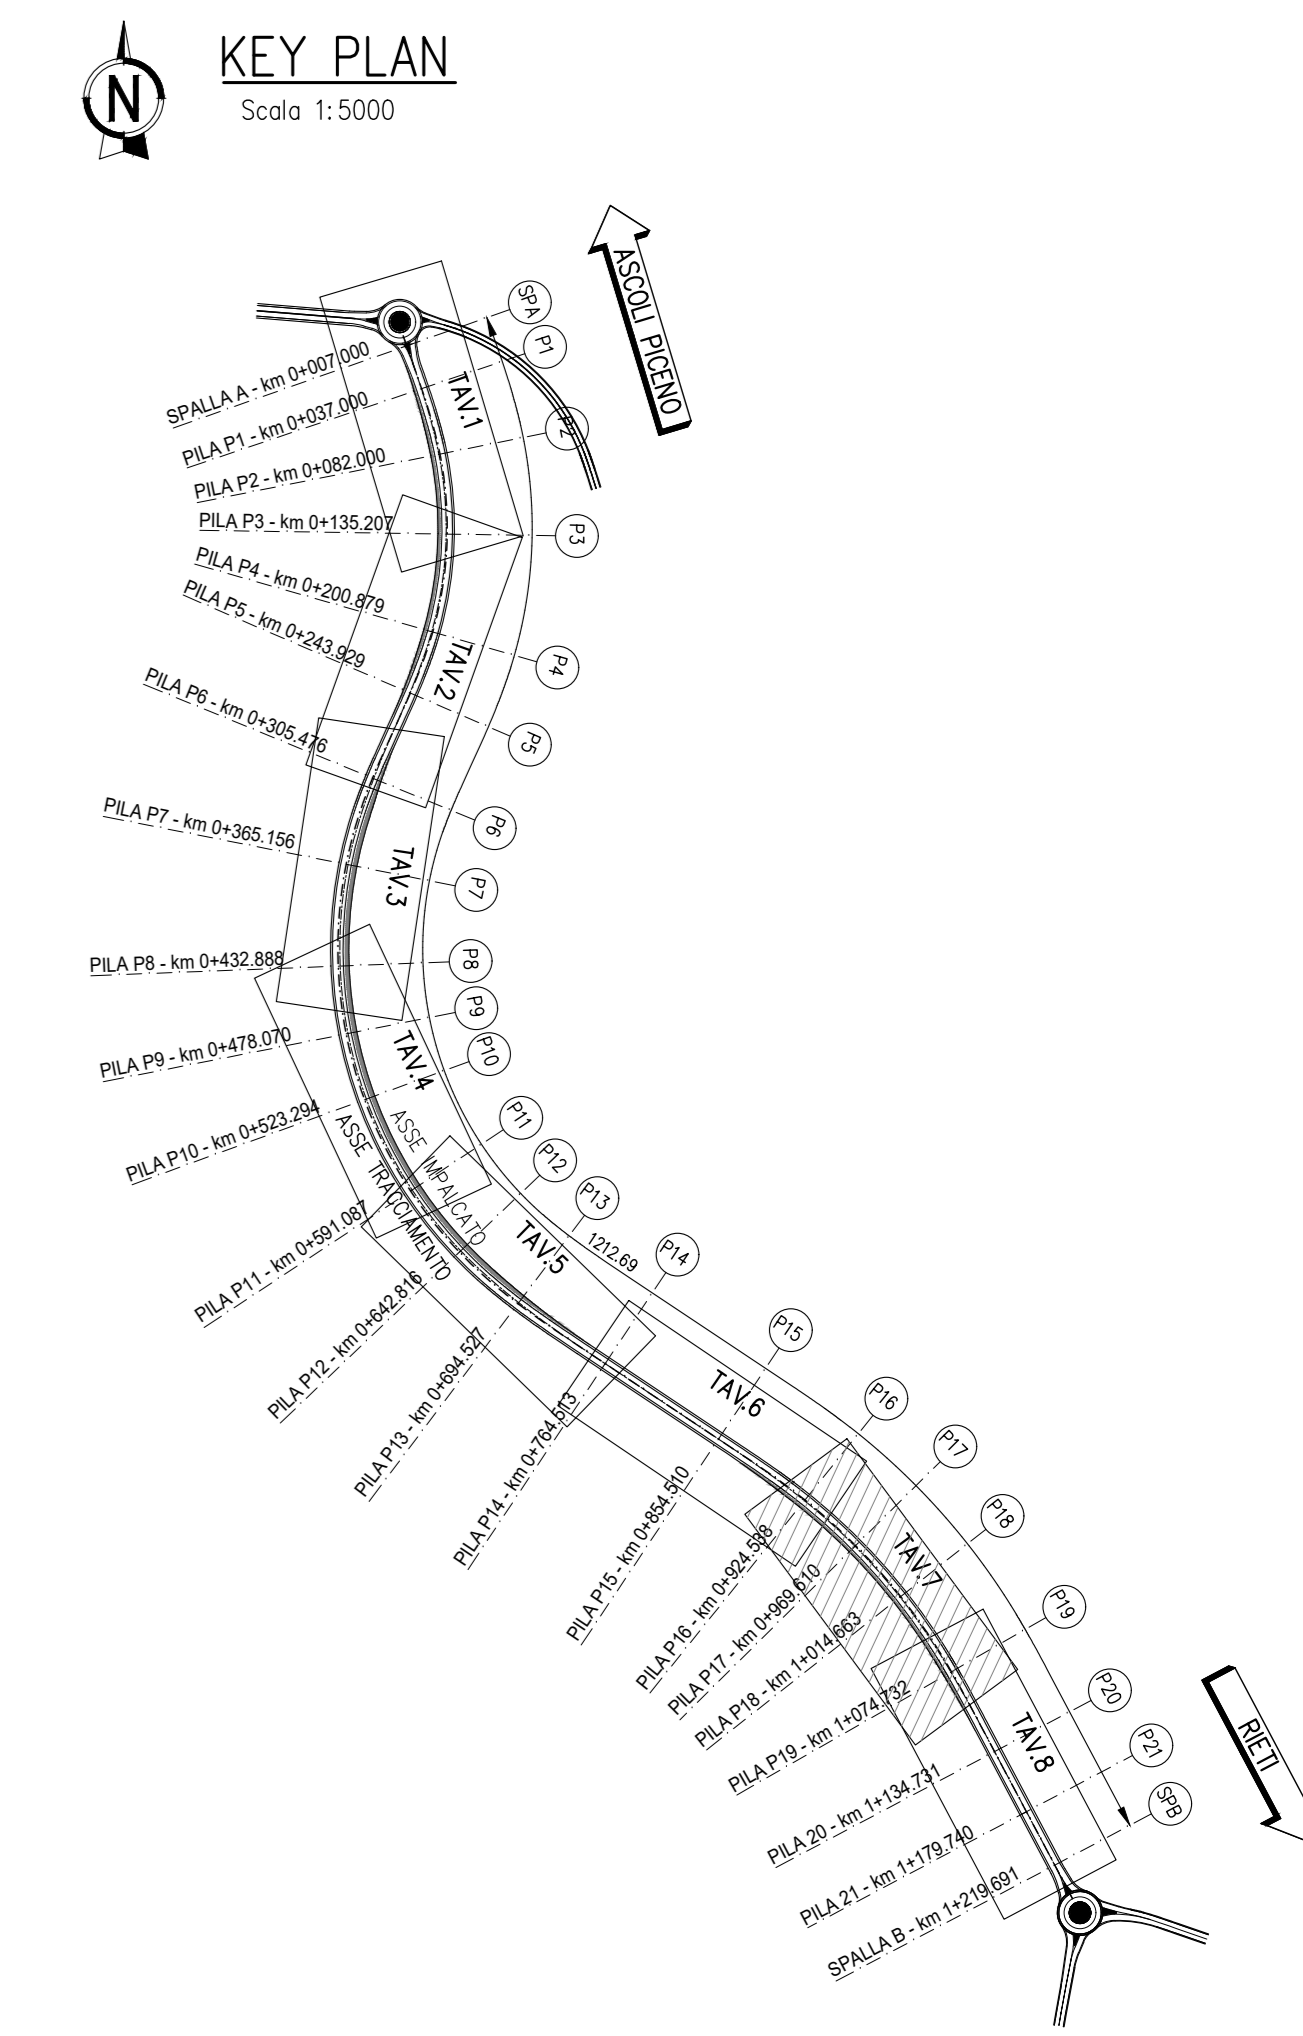 N
KEY PLAN
Scala 1:5000
ASCOLI PICENO
SPA
P1
P2
P3
P4
P5
P6
P7
P8
P9
P10
P11
P12
P13
P14
P15
P16
P17
P18
P19
P20
P21
SPB
SPALLA A - km 0+007.000
PILA P1 - km 0+037.000
PILA P2 - km 0+082.000
PILA P3 - km 0+135.207
PILA P4 - km 0+200.879
PILA P5 - km 0+243.929
PILA P6 - km 0+305.476
PILA P7 - km 0+365.156
PILA P8 - km 0+432.888
PILA P9 - km 0+478.070
PILA P10 - km 0+523.294
PILA P11 - km 0+591.087
PILA P12 - km 0+642.816
PILA P13 - km 0+694.527
PILA P14 - km 0+764.513
PILA P15 - km 0+854.510
PILA P16 - km 0+924.538
PILA P17 - km 0+969.610
PILA P18 - km 1+014.663
PILA P19 - km 1+074.732
PILA 20 - km 1+134.731
PILA 21 - km 1+179.740
SPALLA B - km 1+219.691
TAV.1
TAV.2
TAV.3
TAV.4
ASSE IMPALCATO
ASSE TRACCIAMENTO
TAV.5
1212.69
TAV.6
TAV.7
TAV.8
RIETI